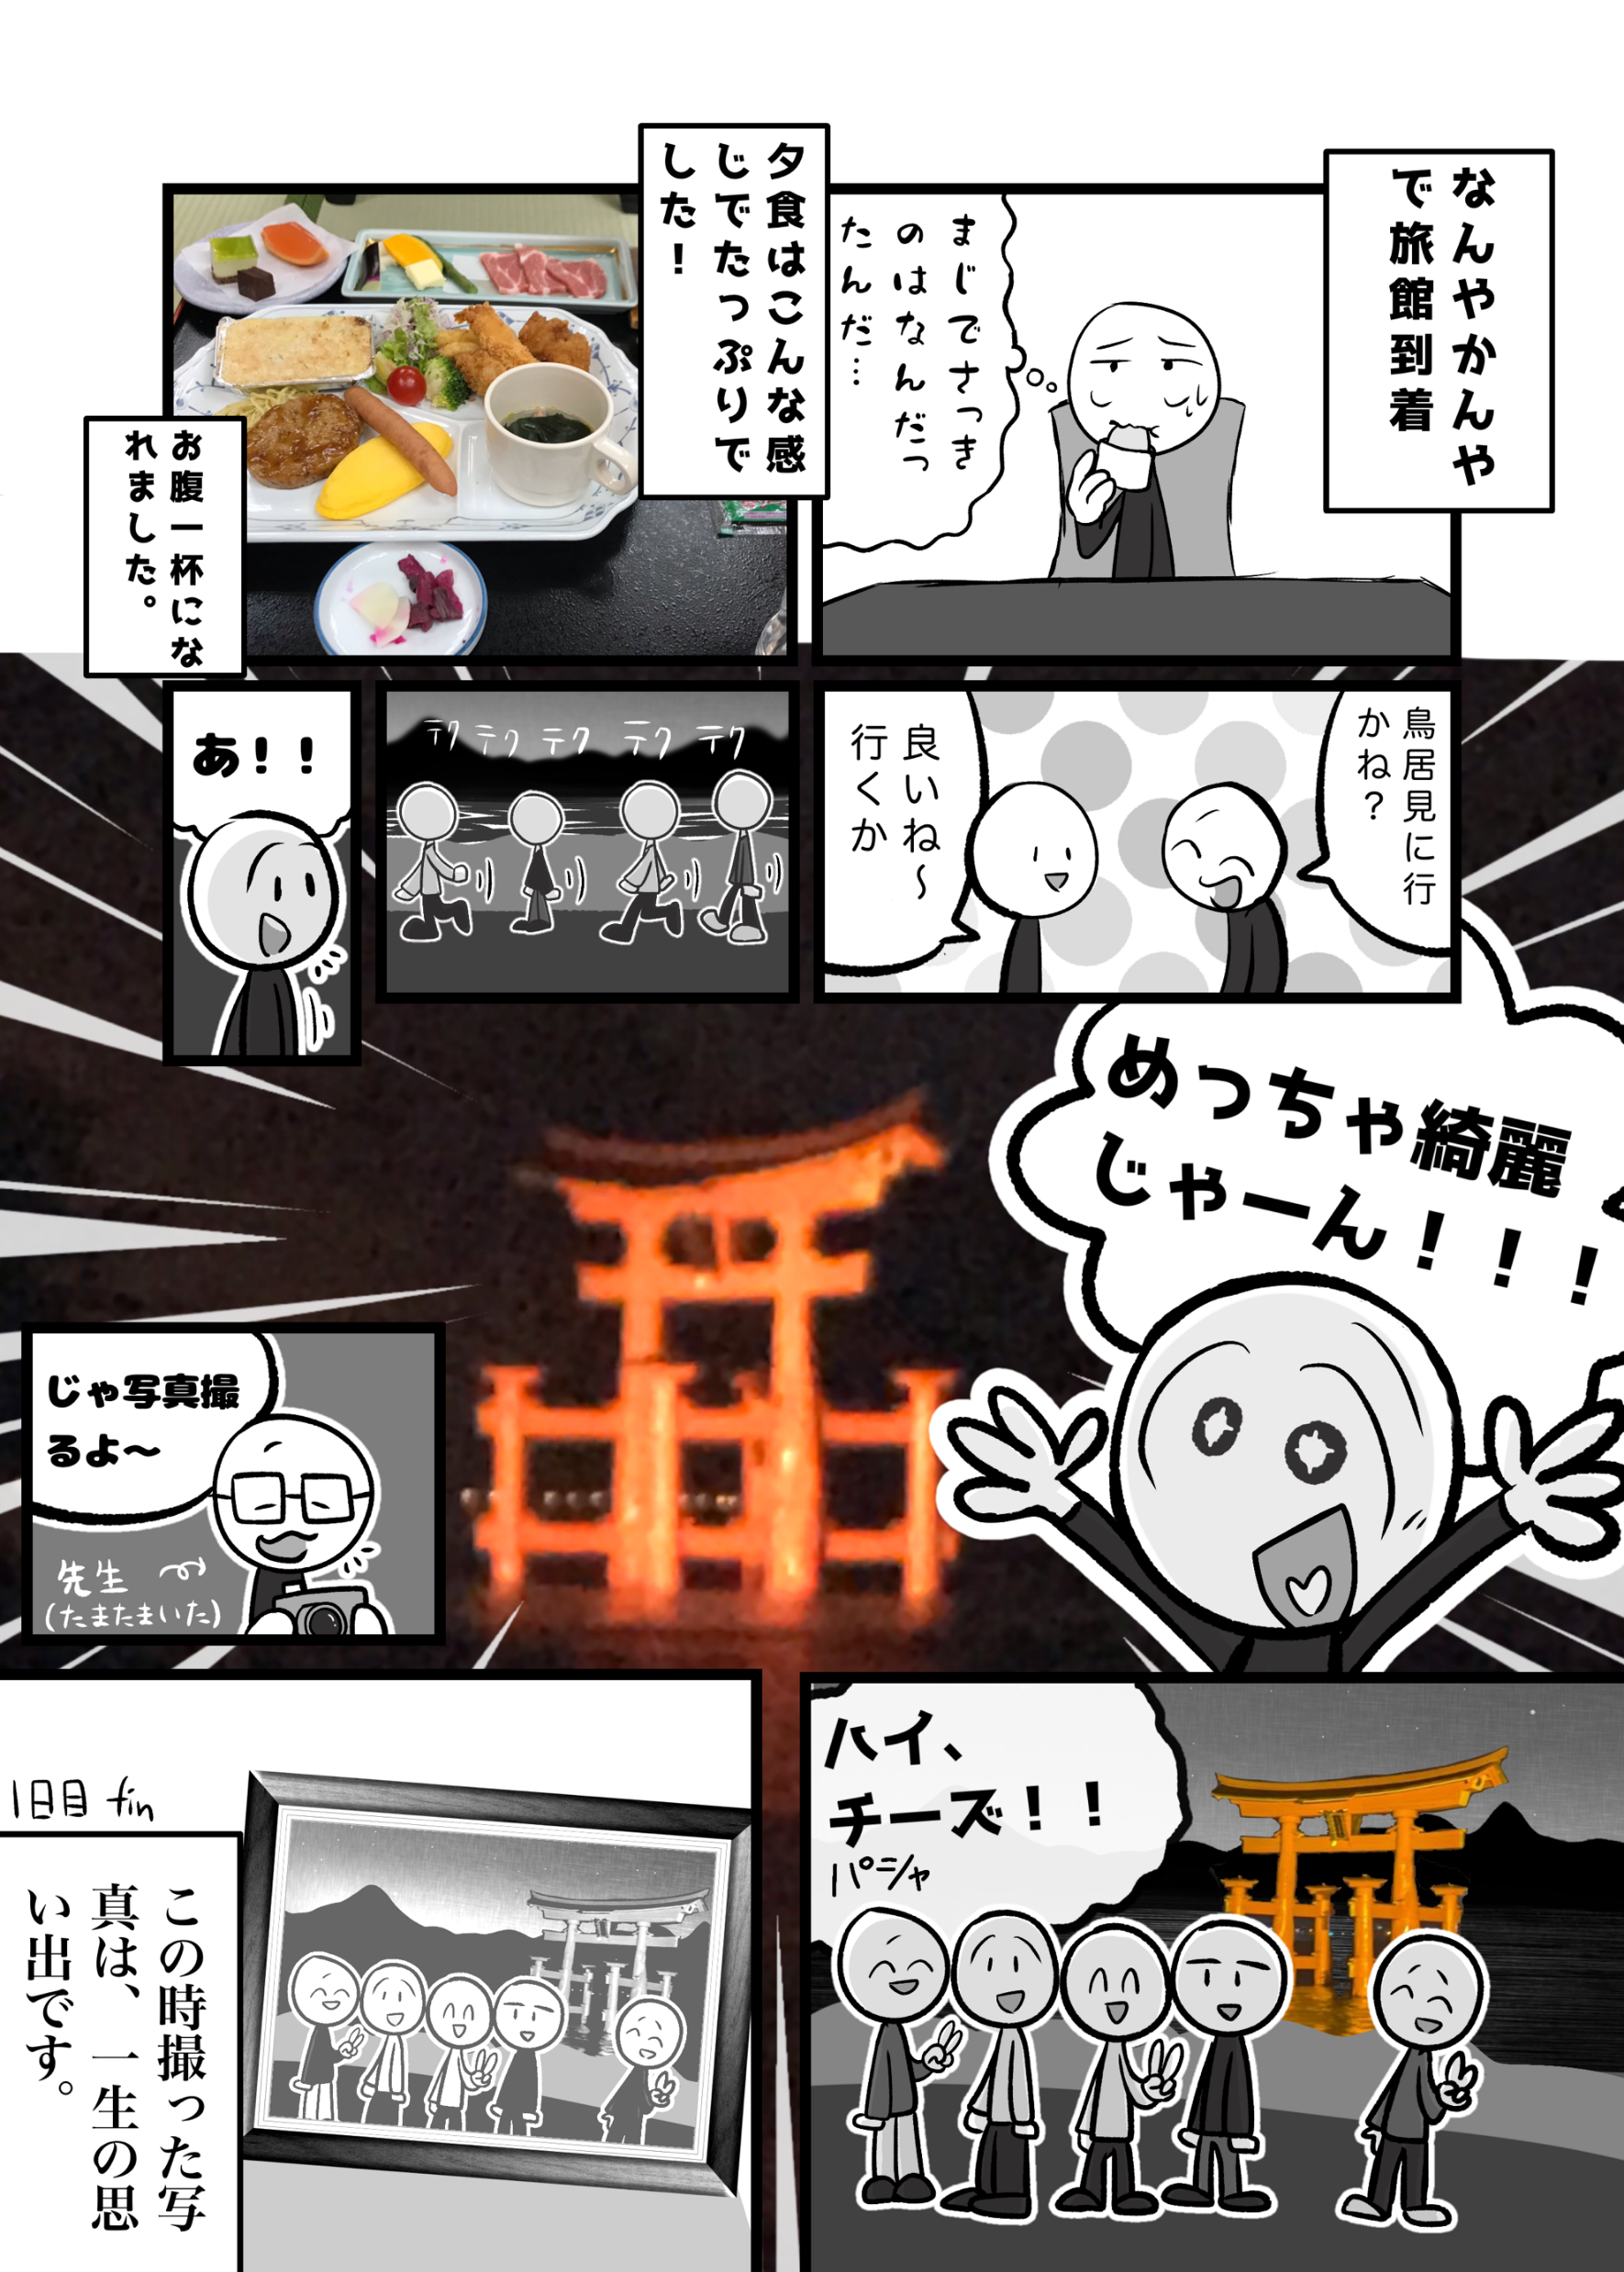 なんやかんや
で旅館到着
まじでさっき
のはなんだっ
たんだ…
夕食はこんな感
じでたっぷりで
した！
お腹一杯にな
れました。
鳥居見に行
かね？
良いね～
行くか
テク テク テク テク テク
あ！！
めっちゃ綺麗
じゃーん！！！
じゃ写真撮
るよ～
先生
(たまたまいた)
ハイ、
チーズ！！
パシャ
1日目 fin
この時撮った写
真は、一生の思
い出です。